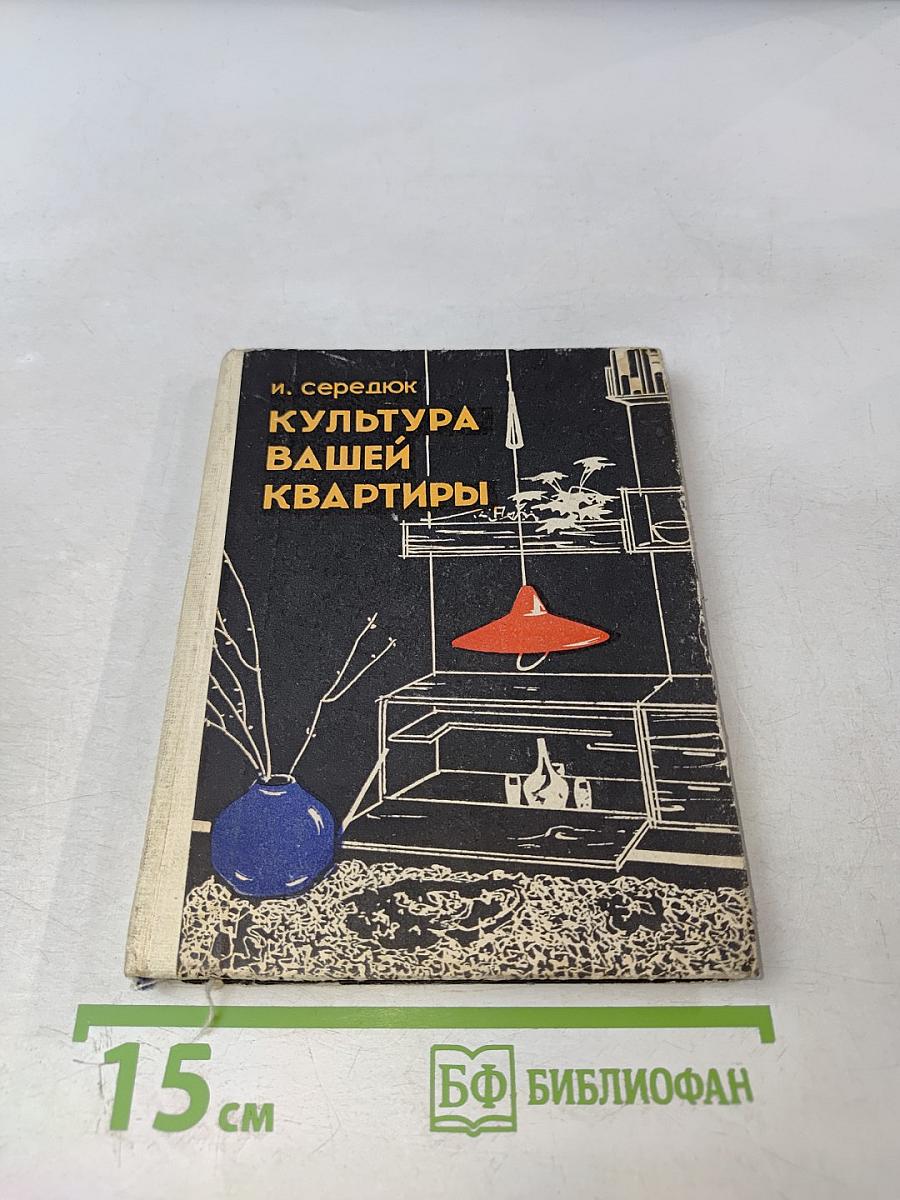 и. середюк
КУЛЬТУРА
ВАШЕЙ
КВАРТИРЫ
15 см
БФ БИБЛИОФАН